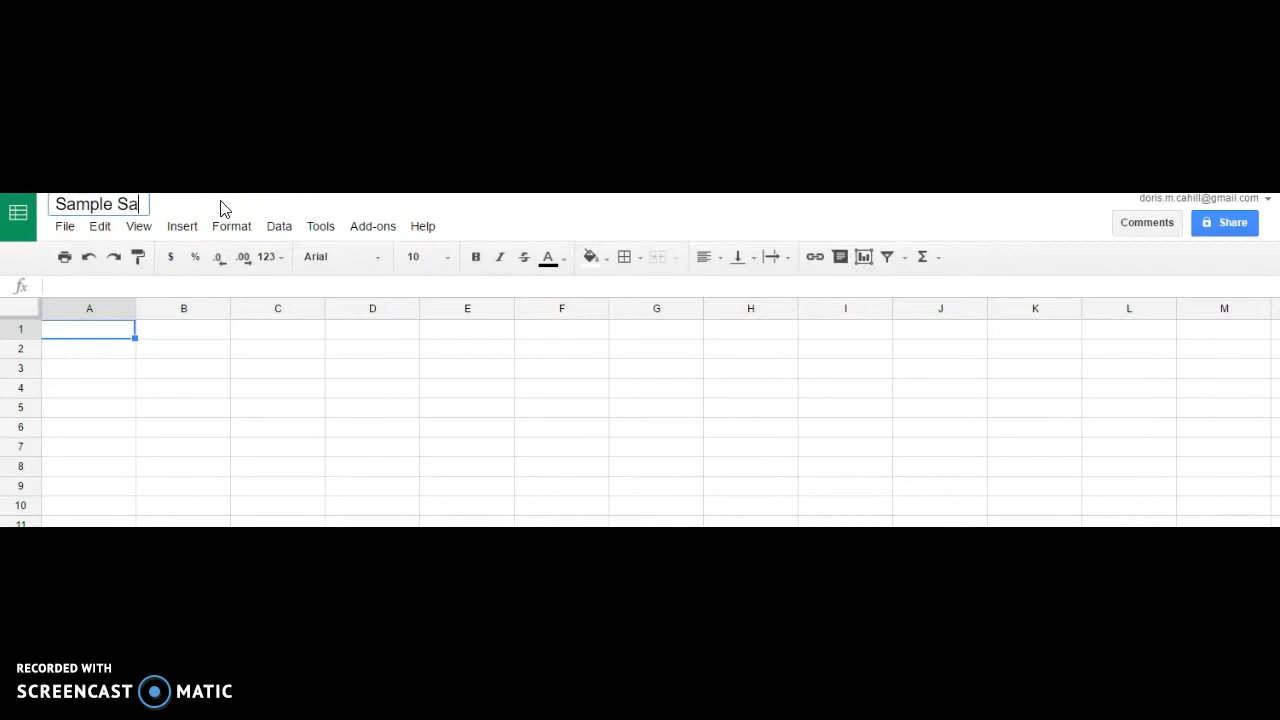 Sample Sa
doris.m.cahill@gmail.com
File Edit View Insert Format Data Tools Add-ons Help
Comments Share
$ % .0 .00 123 Arial 10 B I S A Σ
fx
A B C D E F G H I J K L M
1
2
3
4
5
6
7
8
9
10
11
RECORDED WITH
SCREENCAST MATIC